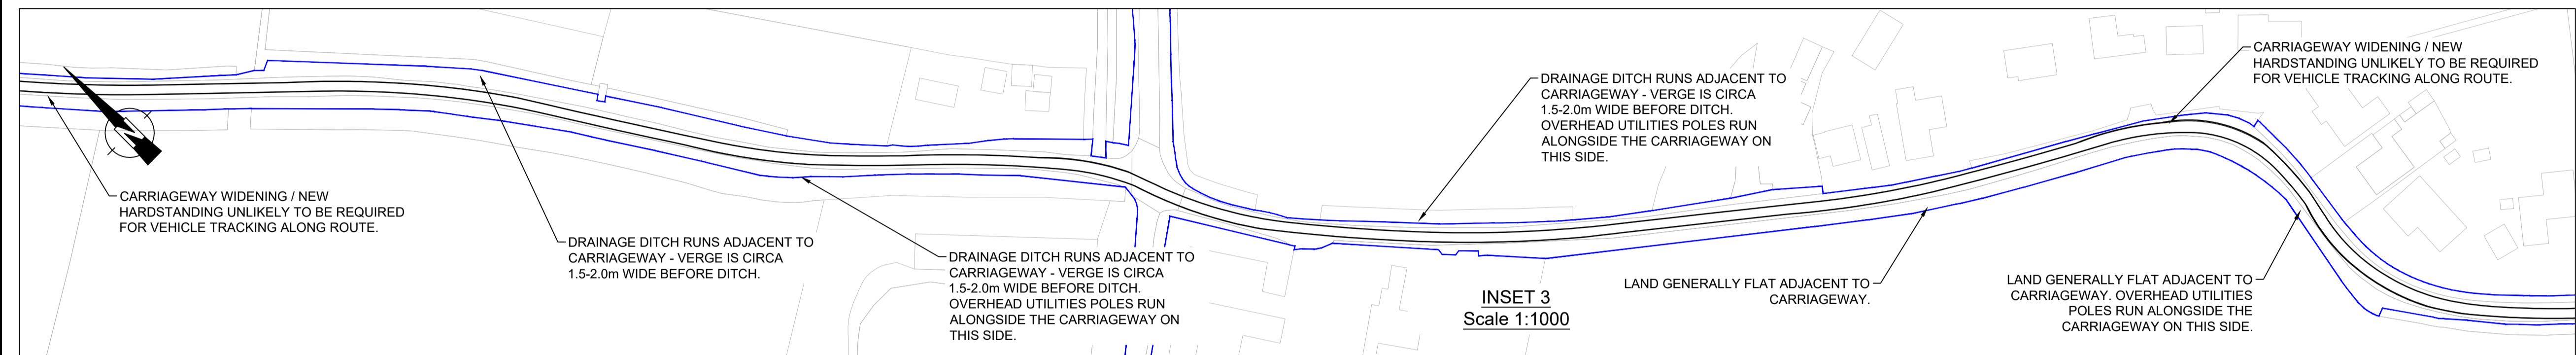 CARRIAGEWAY WIDENING / NEW
HARDSTANDING UNLIKELY TO BE REQUIRED
FOR VEHICLE TRACKING ALONG ROUTE.
DRAINAGE DITCH RUNS ADJACENT TO
CARRIAGEWAY - VERGE IS CIRCA
1.5-2.0m WIDE BEFORE DITCH.
DRAINAGE DITCH RUNS ADJACENT TO
CARRIAGEWAY - VERGE IS CIRCA
1.5-2.0m WIDE BEFORE DITCH.
OVERHEAD UTILITIES POLES RUN
ALONGSIDE THE CARRIAGEWAY ON
THIS SIDE.
DRAINAGE DITCH RUNS ADJACENT TO
CARRIAGEWAY - VERGE IS CIRCA
1.5-2.0m WIDE BEFORE DITCH.
OVERHEAD UTILITIES POLES RUN
ALONGSIDE THE CARRIAGEWAY ON
THIS SIDE.
INSET 3
Scale 1:1000
LAND GENERALLY FLAT ADJACENT TO
CARRIAGEWAY.
LAND GENERALLY FLAT ADJACENT TO
CARRIAGEWAY. OVERHEAD UTILITIES
POLES RUN ALONGSIDE THE
CARRIAGEWAY ON THIS SIDE.
CARRIAGEWAY WIDENING / NEW
HARDSTANDING UNLIKELY TO BE REQUIRED
FOR VEHICLE TRACKING ALONG ROUTE.